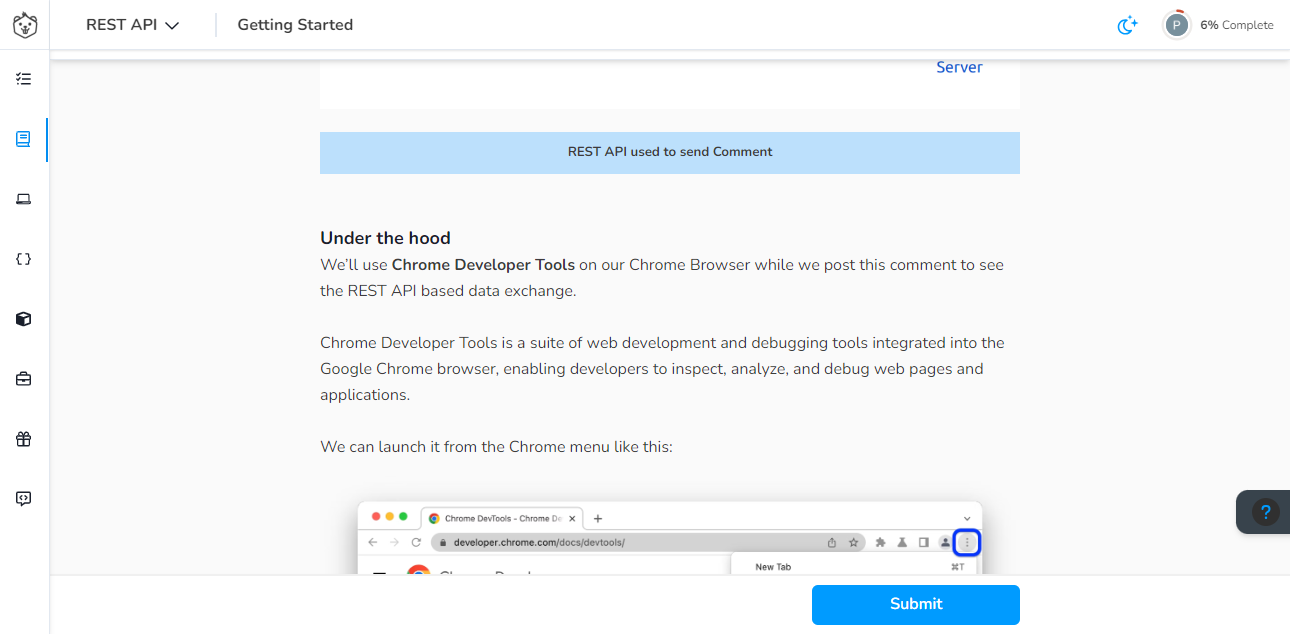 REST API
Getting Started
P
6% Complete
Server
REST API used to send Comment
Under the hood
We’ll use Chrome Developer Tools on our Chrome Browser while we post this comment to see
the REST API based data exchange.
Chrome Developer Tools is a suite of web development and debugging tools integrated into the
Google Chrome browser, enabling developers to inspect, analyze, and debug web pages and
applications.
We can launch it from the Chrome menu like this:
Chrome DevTools - Chrome De
developer.chrome.com/docs/devtools/
New Tab ⌘T
?
Submit